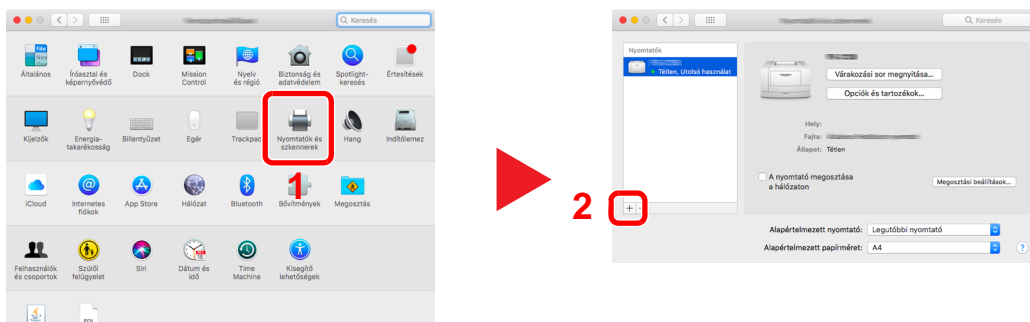 Keresés
File
New
Általános
Íróasztal és
képernyővédő
Dock
Mission
Control
Nyelv
és régió
Biztonság és
adatvédelem
Spotlight-
keresés
Értesítések
Kijelzők
Energia-
takarékosság
Billentyűzet
Egér
Trackpad
Nyomtatók és
szkennerek
Hang
Indítólemez
1
iCloud
Internetes
fiókok
App Store
Hálózat
Bluetooth
Bővítmények
Megosztás
Felhasználók
és csoportok
Szülői
felügyelet
Siri
Dátum és
idő
Time
Machine
Kisegítő
lehetőségek
Keresés
Nyomtatók
Tétlen, Utolsó használat
Várakozási sor megnyitása...
Opciók és tartozékok...
Hely:
Fajta:
Állapot: Tétlen
A nyomtató megosztása
a hálózaton
Megosztási beállítások...
2
+
Alapértelmezett nyomtató: Legutóbbi nyomtató
Alapértelmezett papírméret: A4
?